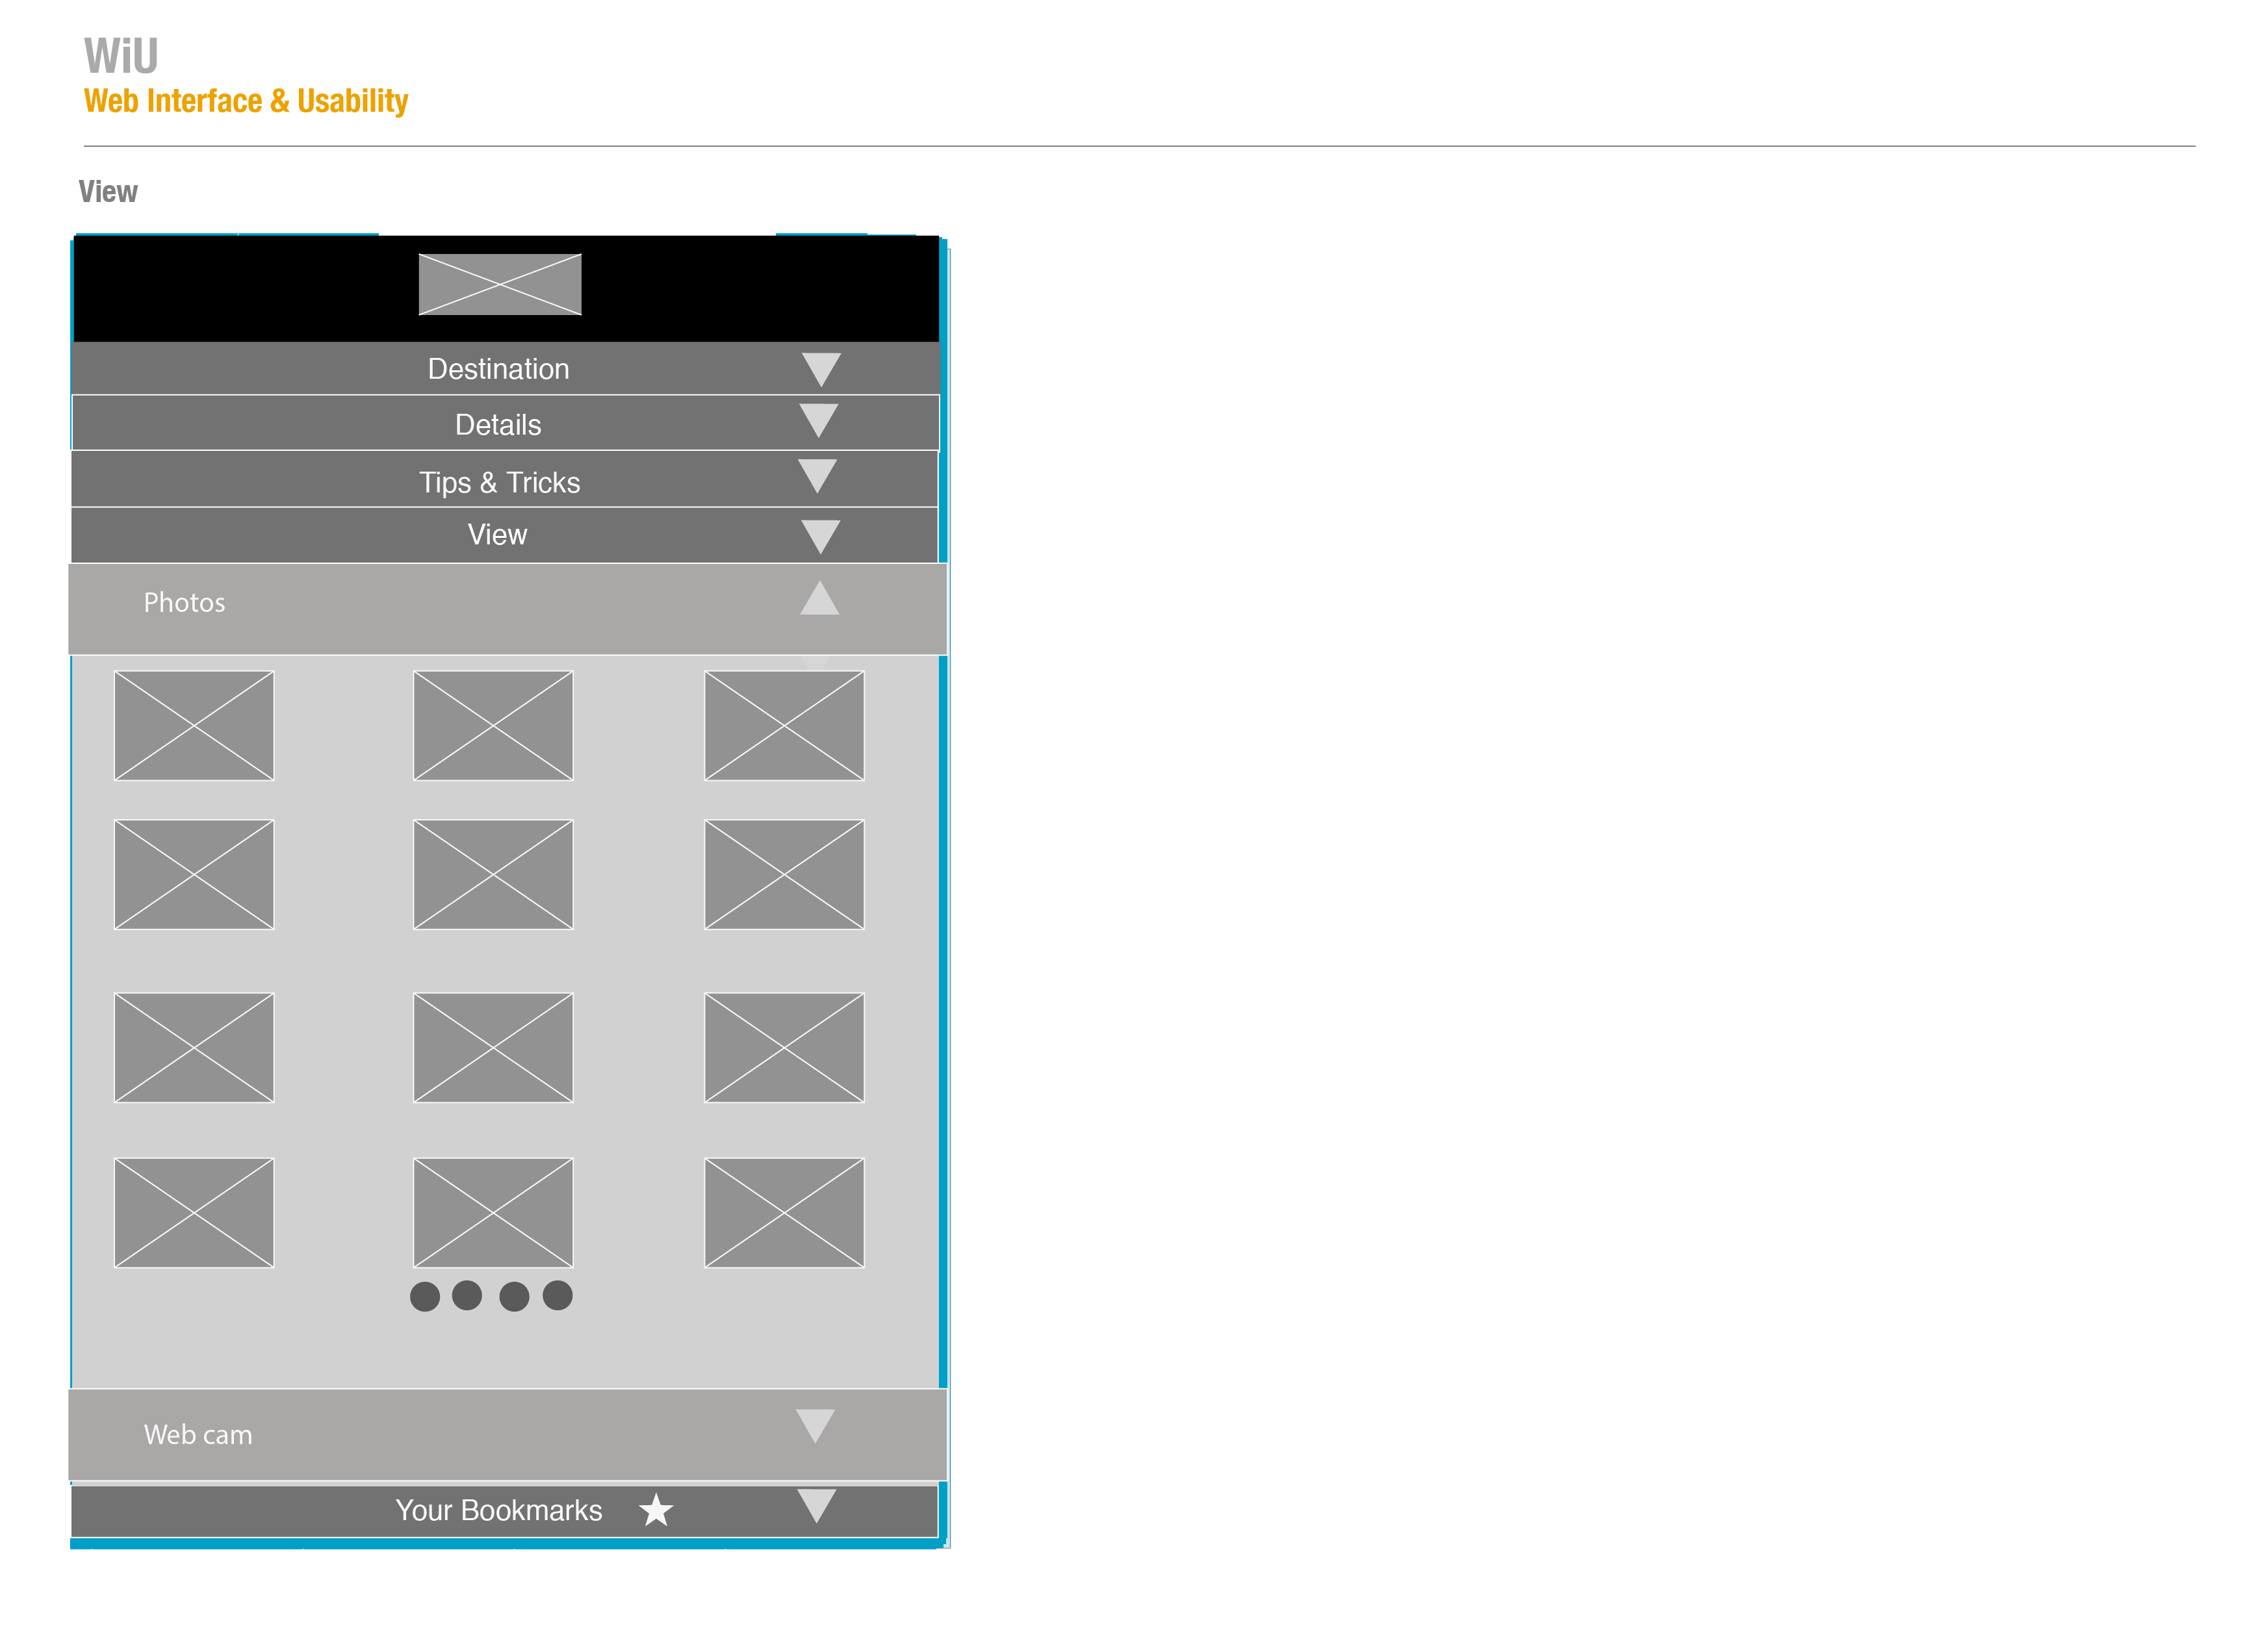 WiU
Web Interface & Usability
View
Destination
Details
Tips & Tricks
View
Photos
Web cam
Your Bookmarks